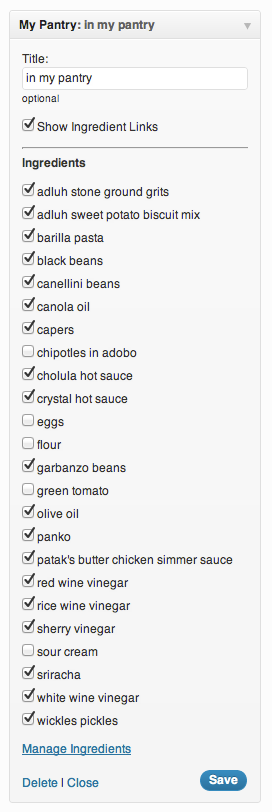 My Pantry: in my pantry
Title:
in my pantry
optional
Show Ingredient Links
Ingredients
adluh stone ground grits
adluh sweet potato biscuit mix
barilla pasta
black beans
canellini beans
canola oil
capers
chipotles in adobo
cholula hot sauce
crystal hot sauce
eggs
flour
garbanzo beans
green tomato
olive oil
panko
patak's butter chicken simmer sauce
red wine vinegar
rice wine vinegar
sherry vinegar
sour cream
sriracha
white wine vinegar
wickles pickles
Manage Ingredients
Delete | Close Save